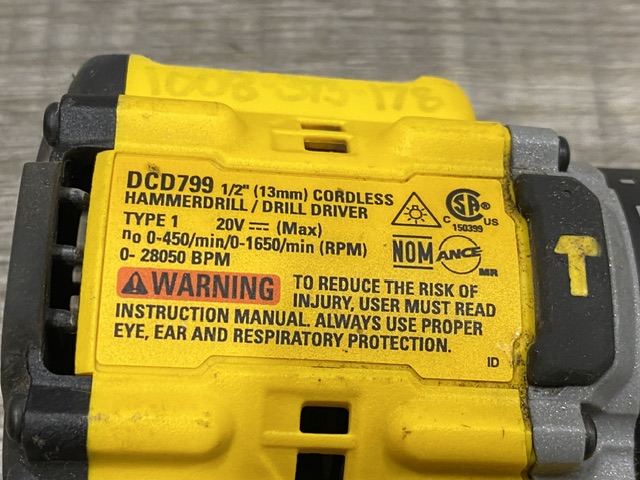 1008-373-178
DCD799 1/2" (13mm) CORDLESS
HAMMERDRILL / DRILL DRIVER
TYPE 1 20V ⎓ (Max)
no 0-450/min/0-1650/min (RPM)
0- 28050 BPM
C SA US
150399
NOM ANCE
MR
⚠WARNING TO REDUCE THE RISK OF
INJURY, USER MUST READ
INSTRUCTION MANUAL. ALWAYS USE PROPER
EYE, EAR AND RESPIRATORY PROTECTION.
ID